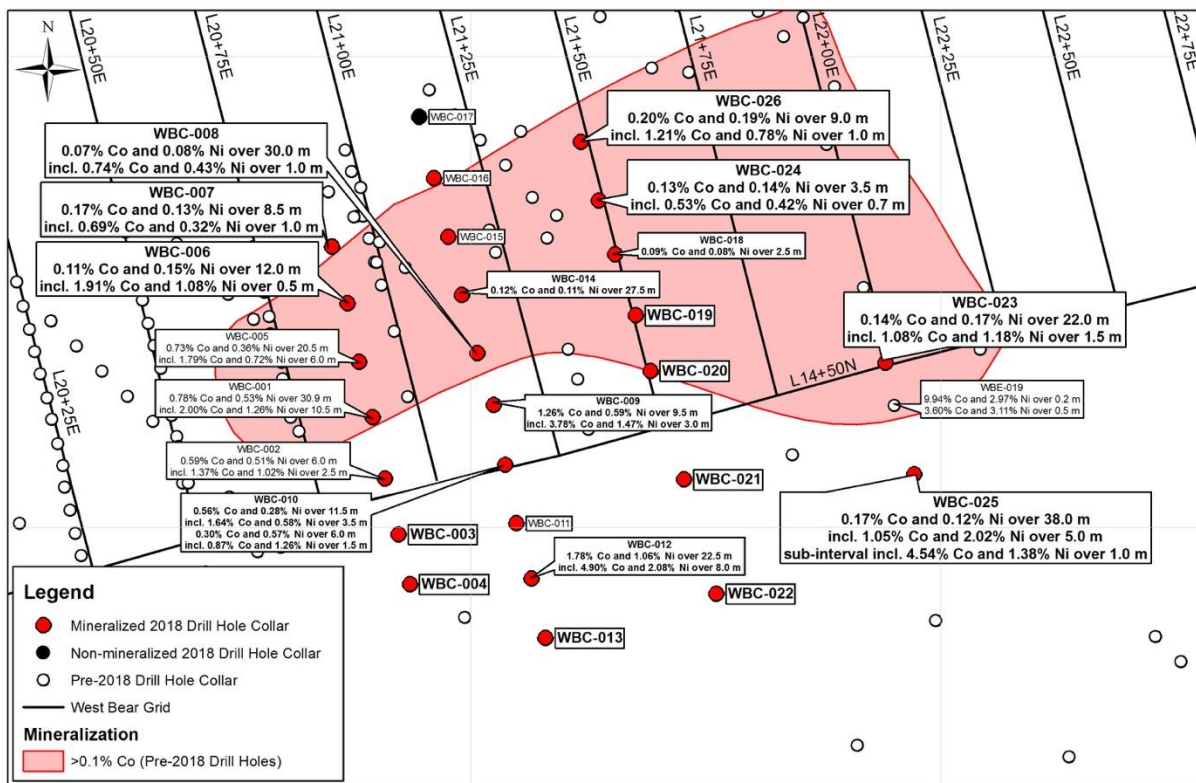 N
L20+50E
L20+75E
L21+00E
L21+25E
L21+50E
L21+75E
L22+00E
L22+25E
L22+50E
L22+75E
L20+25E
L14+50N
WBC-017
WBC-026
0.20% Co and 0.19% Ni over 9.0 m
incl. 1.21% Co and 0.78% Ni over 1.0 m
WBC-008
0.07% Co and 0.08% Ni over 30.0 m
incl. 0.74% Co and 0.43% Ni over 1.0 m
WBC-016
WBC-024
0.13% Co and 0.14% Ni over 3.5 m
incl. 0.53% Co and 0.42% Ni over 0.7 m
WBC-007
0.17% Co and 0.13% Ni over 8.5 m
incl. 0.69% Co and 0.32% Ni over 1.0 m
WBC-015
WBC-018
0.09% Co and 0.08% Ni over 2.5 m
WBC-006
0.11% Co and 0.15% Ni over 12.0 m
incl. 1.91% Co and 1.08% Ni over 0.5 m
WBC-014
0.12% Co and 0.11% Ni over 27.5 m
WBC-019
WBC-023
0.14% Co and 0.17% Ni over 22.0 m
incl. 1.08% Co and 1.18% Ni over 1.5 m
WBC-005
0.73% Co and 0.36% Ni over 20.5 m
incl. 1.79% Co and 0.72% Ni over 6.0 m
WBC-020
WBC-001
0.78% Co and 0.53% Ni over 30.9 m
incl. 2.00% Co and 1.26% Ni over 10.5 m
WBC-009
1.26% Co and 0.59% Ni over 9.5 m
incl. 3.78% Co and 1.47% Ni over 3.0 m
WBE-019
9.94% Co and 2.97% Ni over 0.2 m
3.60% Co and 3.11% Ni over 0.5 m
WBC-002
0.59% Co and 0.51% Ni over 6.0 m
incl. 1.37% Co and 1.02% Ni over 2.5 m
WBC-021
WBC-010
0.56% Co and 0.28% Ni over 11.5 m
incl. 1.64% Co and 0.58% Ni over 3.5 m
0.30% Co and 0.57% Ni over 6.0 m
incl. 0.87% Co and 1.26% Ni over 1.5 m
WBC-025
0.17% Co and 0.12% Ni over 38.0 m
incl. 1.05% Co and 2.02% Ni over 5.0 m
sub-interval incl. 4.54% Co and 1.38% Ni over 1.0 m
WBC-011
WBC-003
WBC-012
1.78% Co and 1.06% Ni over 22.5 m
incl. 4.90% Co and 2.08% Ni over 8.0 m
WBC-004
WBC-022
WBC-013
Legend
Mineralized 2018 Drill Hole Collar
Non-mineralized 2018 Drill Hole Collar
Pre-2018 Drill Hole Collar
West Bear Grid
Mineralization
>0.1% Co (Pre-2018 Drill Holes)